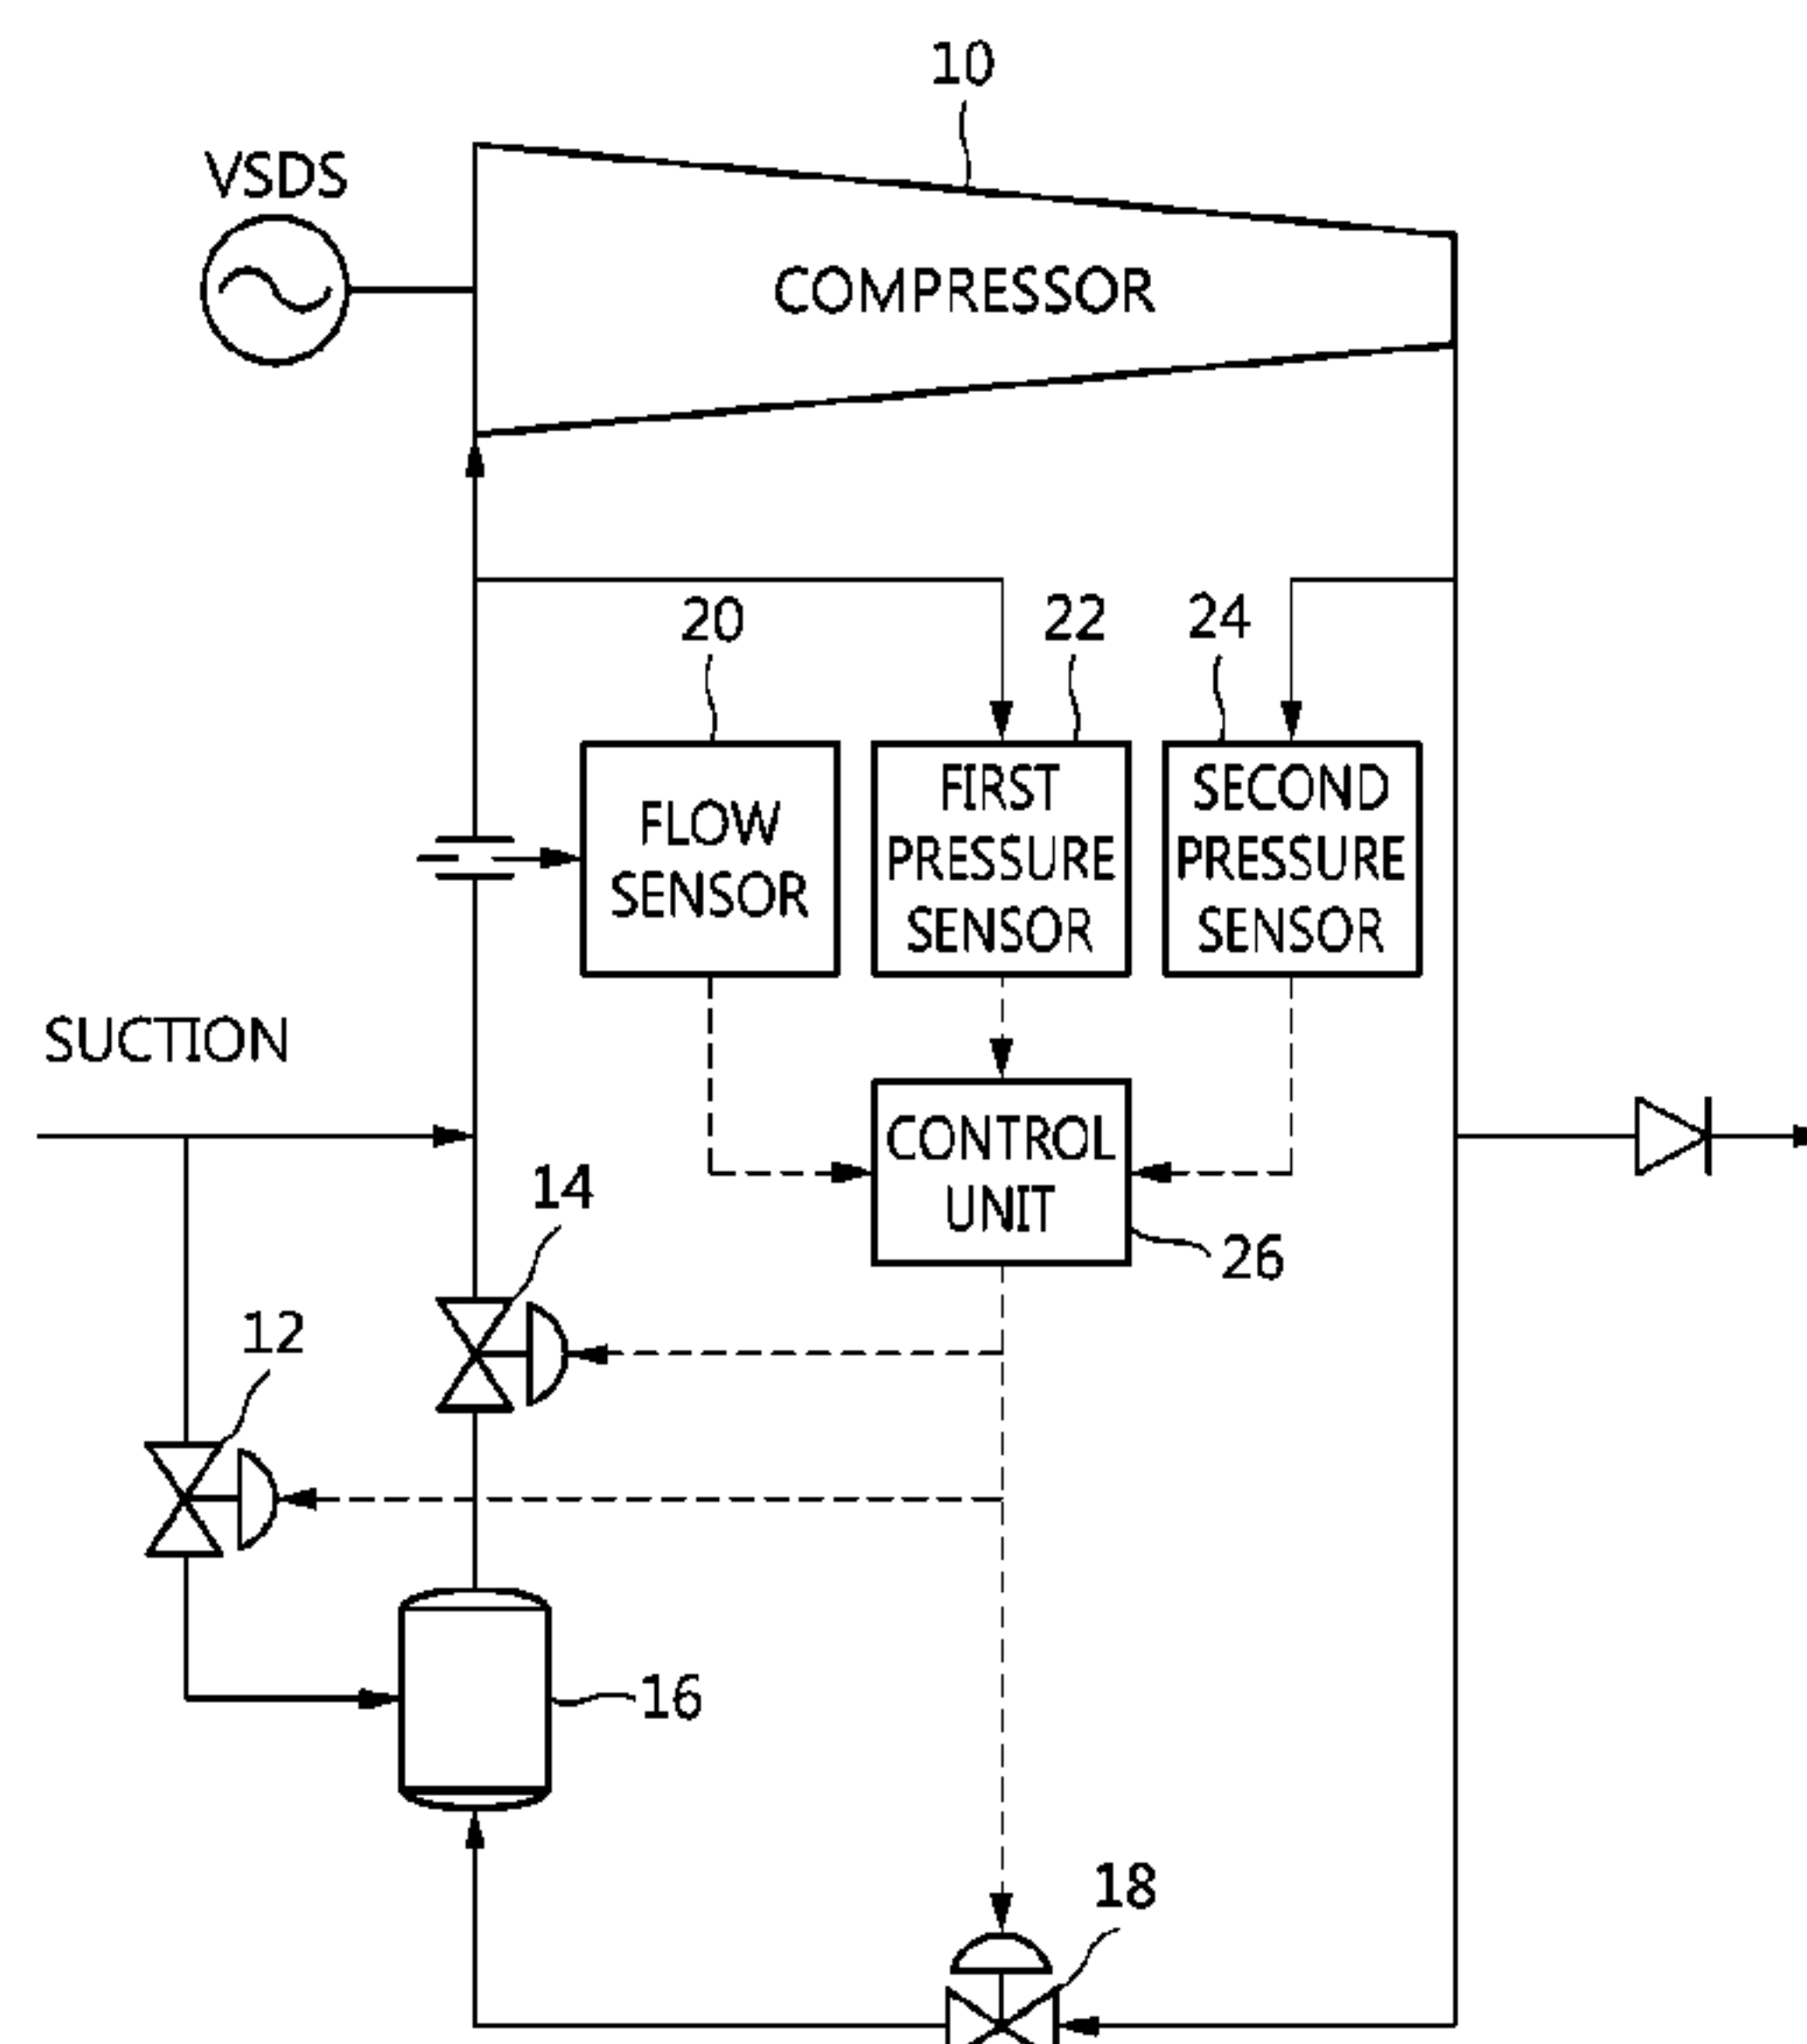 10
VSDS
COMPRESSOR
20
22
24
FLOW
SENSOR
FIRST
PRESSURE
SENSOR
SECOND
PRESSURE
SENSOR
SUCTION
CONTROL
UNIT
14
26
12
16
18